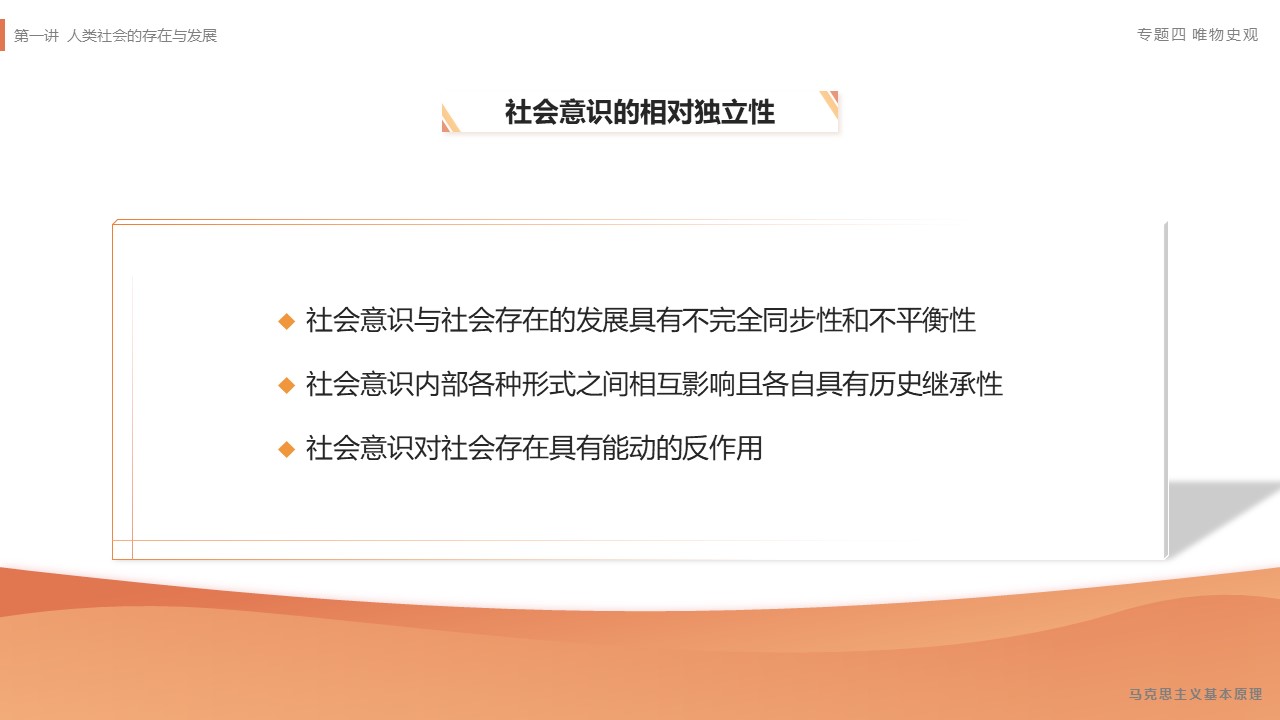 第一讲 人类社会的存在与发展
专题四 唯物史观
社会意识的相对独立性
社会意识与社会存在的发展具有不完全同步性和不平衡性
社会意识内部各种形式之间相互影响且各自具有历史继承性
社会意识对社会存在具有能动的反作用
马克思主义基本原理